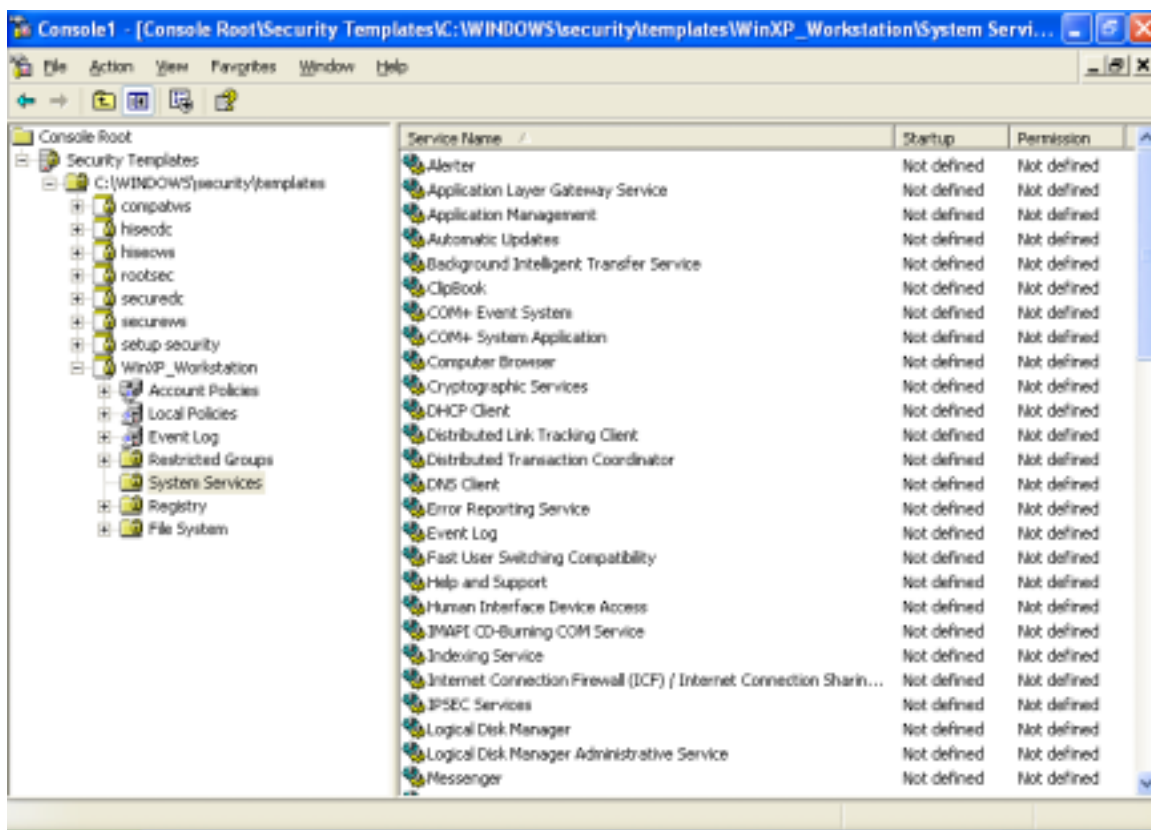 Console1 - [Console Root\Security Templates\C:\WINDOWS\security\templates\WinXP_Workstation\System Servi...
File Action View Favorites Window Help
Console Root
Security Templates
C:\WINDOWS\security\templates
compatws
hisecdc
hisecws
rootsec
securedc
securews
setup security
WinXP_Workstation
Account Policies
Local Policies
Event Log
Restricted Groups
System Services
Registry
File System
Service Name Startup Permission
Alerter Not defined Not defined
Application Layer Gateway Service Not defined Not defined
Application Management Not defined Not defined
Automatic Updates Not defined Not defined
Background Intelligent Transfer Service Not defined Not defined
ClipBook Not defined Not defined
COM+ Event System Not defined Not defined
COM+ System Application Not defined Not defined
Computer Browser Not defined Not defined
Cryptographic Services Not defined Not defined
DHCP Client Not defined Not defined
Distributed Link Tracking Client Not defined Not defined
Distributed Transaction Coordinator Not defined Not defined
DNS Client Not defined Not defined
Error Reporting Service Not defined Not defined
Event Log Not defined Not defined
Fast User Switching Compatibility Not defined Not defined
Help and Support Not defined Not defined
Human Interface Device Access Not defined Not defined
IMAPI CD-Burning COM Service Not defined Not defined
Indexing Service Not defined Not defined
Internet Connection Firewall (ICF) / Internet Connection Sharin... Not defined Not defined
IPSEC Services Not defined Not defined
Logical Disk Manager Not defined Not defined
Logical Disk Manager Administrative Service Not defined Not defined
Messenger Not defined Not defined